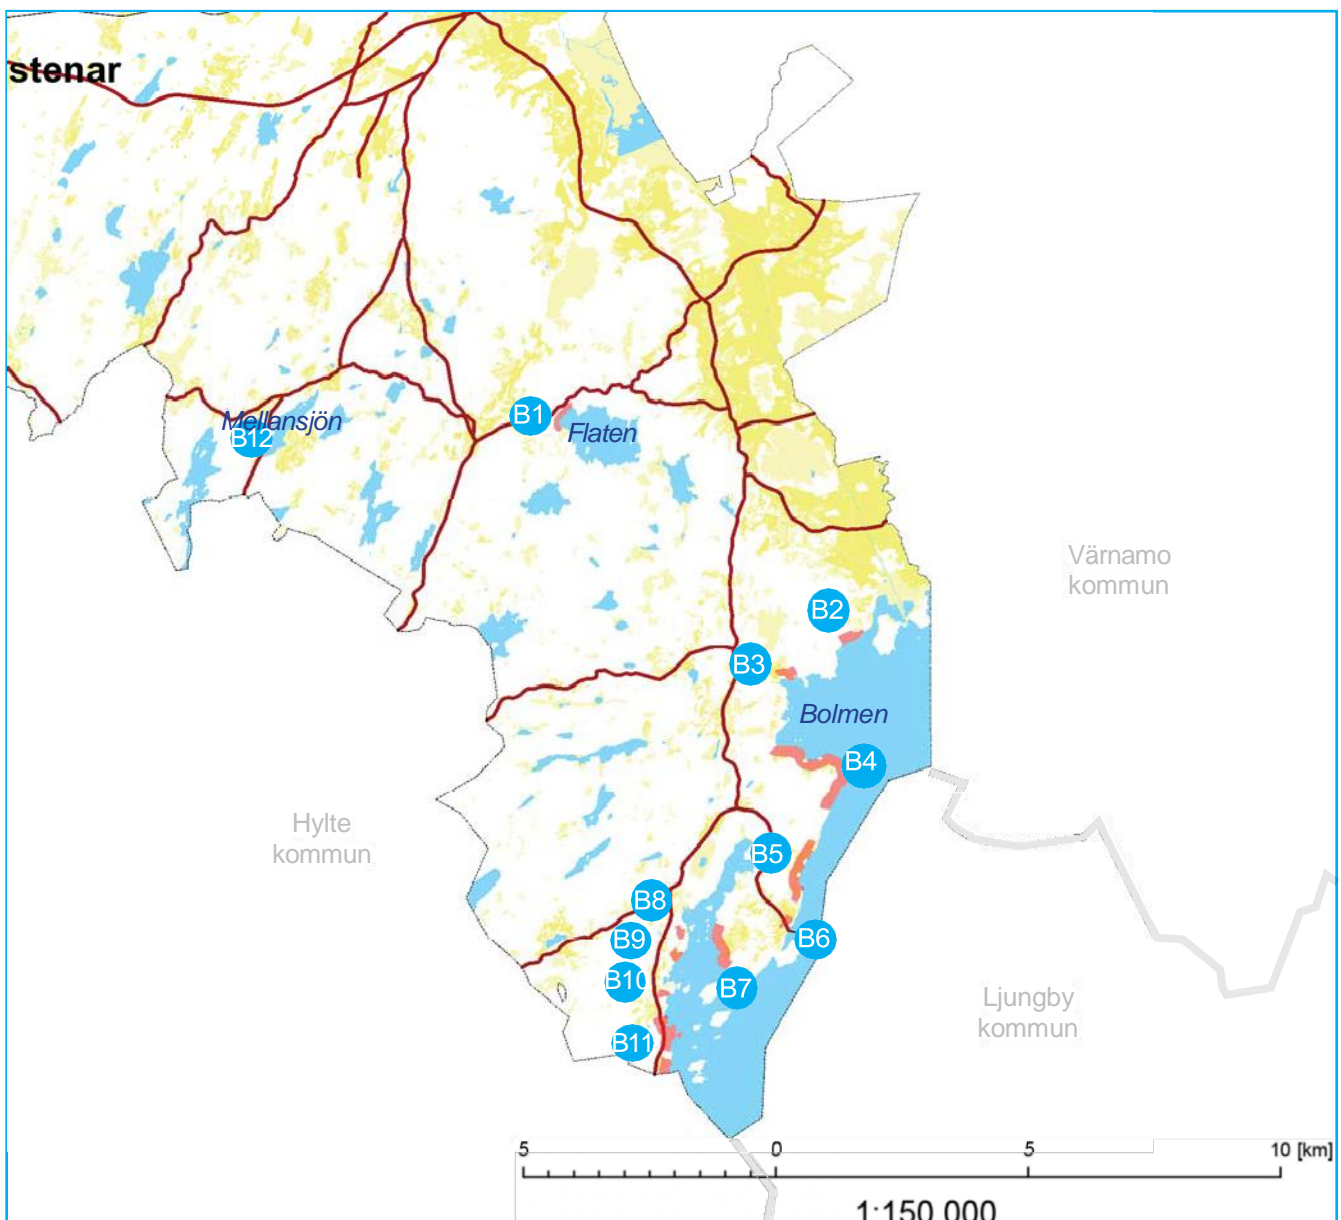 stenar
Mellansjön
B12
B1
Flaten
Värnamo
kommun
B2
B3
Bolmen
B4
Hylte
kommun
B5
B8
B9
B6
B10
B7
Ljungby
kommun
B11
5 0 5 10 [km]
1:150 000